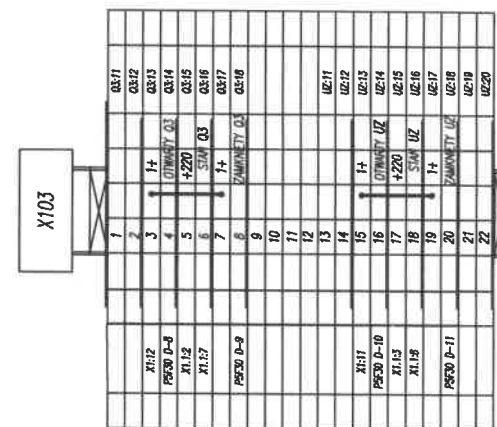 X103
1 Q3:11
2 Q3:12
X1:12 3 1+ Q3:13
PSF30 D-8 4 OTWARTY Q3 Q3:14
X1.1:2 5 +220 Q3:15
X1.1:7 6 STAN Q3 Q3:16
7 1+ Q3:17
PSF30 D-9 8 ZAMKNIĘTY Q3 Q3:18
9
10
11
12
13 UZ:11
14 UZ:12
X1:11 15 1+ UZ:13
PSF30 D-10 16 OTWARTY UZ UZ:14
X1.1:3 17 +220 UZ:15
X1.1:8 18 STAN UZ UZ:16
19 1+ UZ:17
PSF30 D-11 20 ZAMKNIĘTY UZ UZ:18
21 UZ:19
22 UZ:20